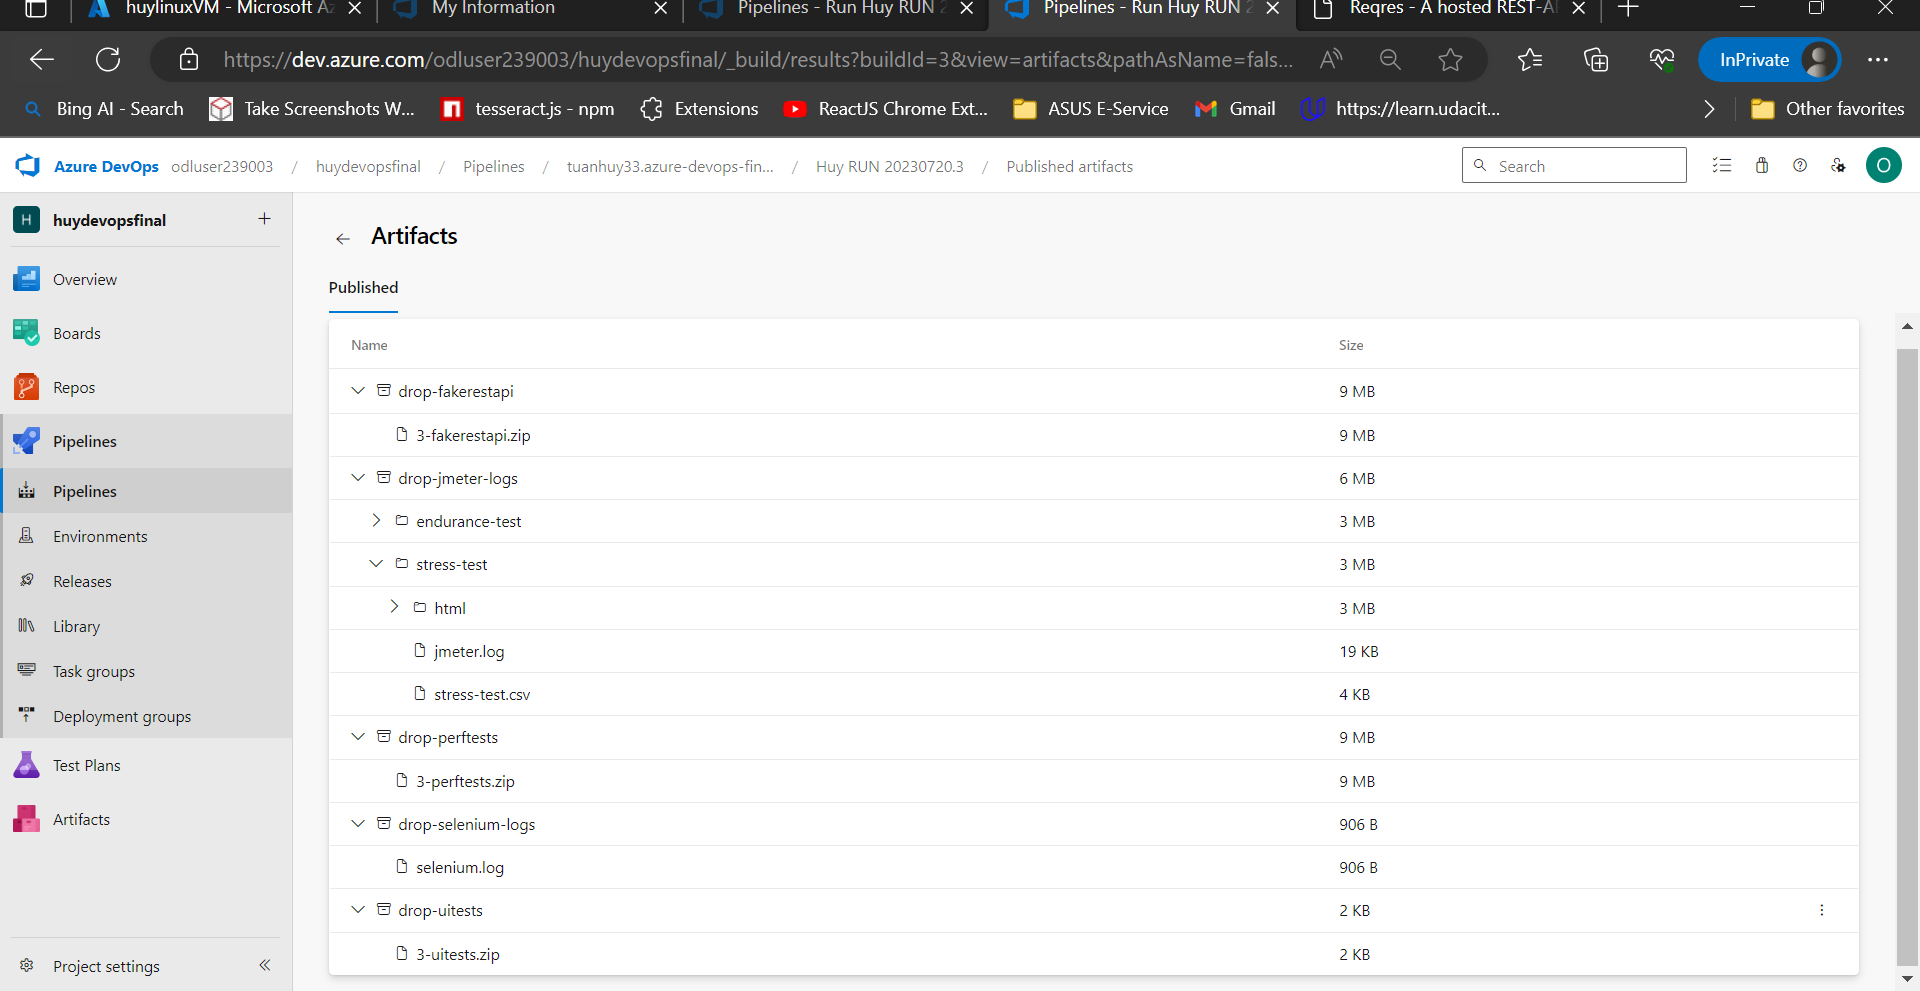 huylinuxVM - Microsoft Az
My Information
Pipelines - Run Huy RUN 2
Pipelines - Run Huy RUN 2
Reqres - A hosted REST-AP
https://dev.azure.com/odluser239003/huydevopsfinal/_build/results?buildId=3&view=artifacts&pathAsName=fals...
InPrivate
Bing AI - Search
Take Screenshots W...
tesseract.js - npm
Extensions
ReactJS Chrome Ext...
ASUS E-Service
Gmail
https://learn.udacit...
Other favorites
Azure DevOps odluser239003 / huydevopsfinal / Pipelines / tuanhuy33.azure-devops-fin... / Huy RUN 20230720.3 / Published artifacts
Search
O
H huydevopsfinal
Overview
Boards
Repos
Pipelines
Pipelines
Environments
Releases
Library
Task groups
Deployment groups
Test Plans
Artifacts
Project settings
Artifacts
Published
Name Size
drop-fakerestapi 9 MB
3-fakerestapi.zip 9 MB
drop-jmeter-logs 6 MB
endurance-test 3 MB
stress-test 3 MB
html 3 MB
jmeter.log 19 KB
stress-test.csv 4 KB
drop-perftests 9 MB
3-perftests.zip 9 MB
drop-selenium-logs 906 B
selenium.log 906 B
drop-uitests 2 KB
3-uitests.zip 2 KB